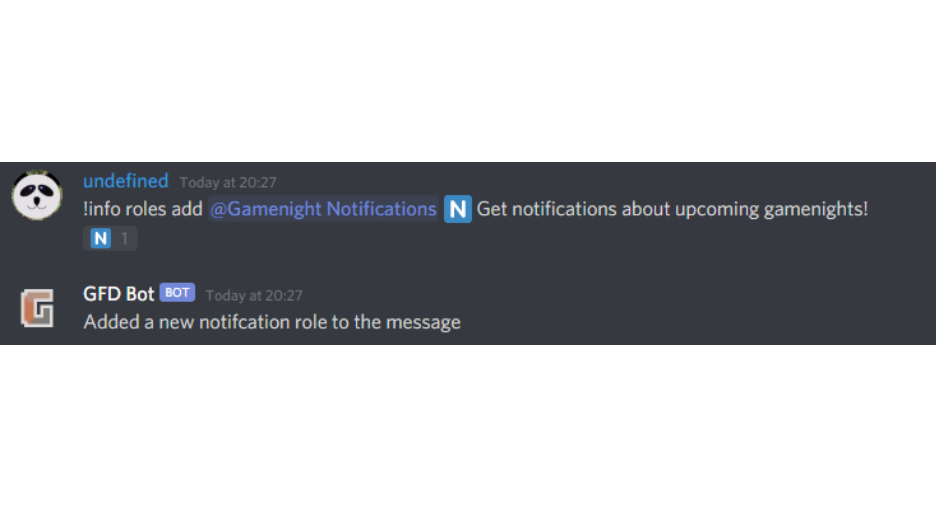 undefined Today at 20:27
!info roles add @Gamenight Notifications N Get notifications about upcoming gamenights!
N 1
GFD Bot BOT Today at 20:27
Added a new notifcation role to the message